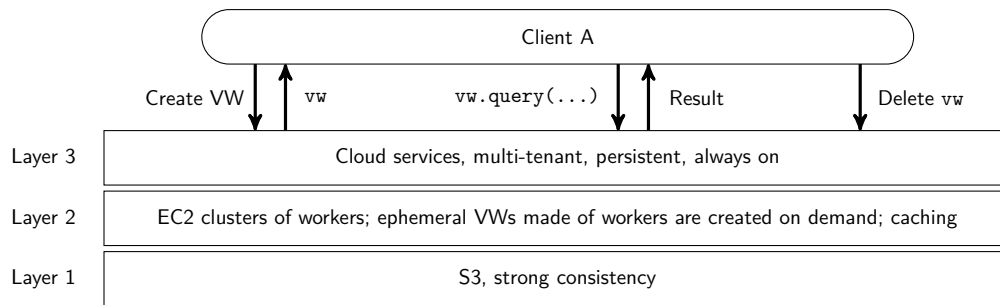 Client A
Create VW
vw
vw.query(...)
Result
Delete vw
Layer 3
Cloud services, multi-tenant, persistent, always on
Layer 2
EC2 clusters of workers; ephemeral VWs made of workers are created on demand; caching
Layer 1
S3, strong consistency